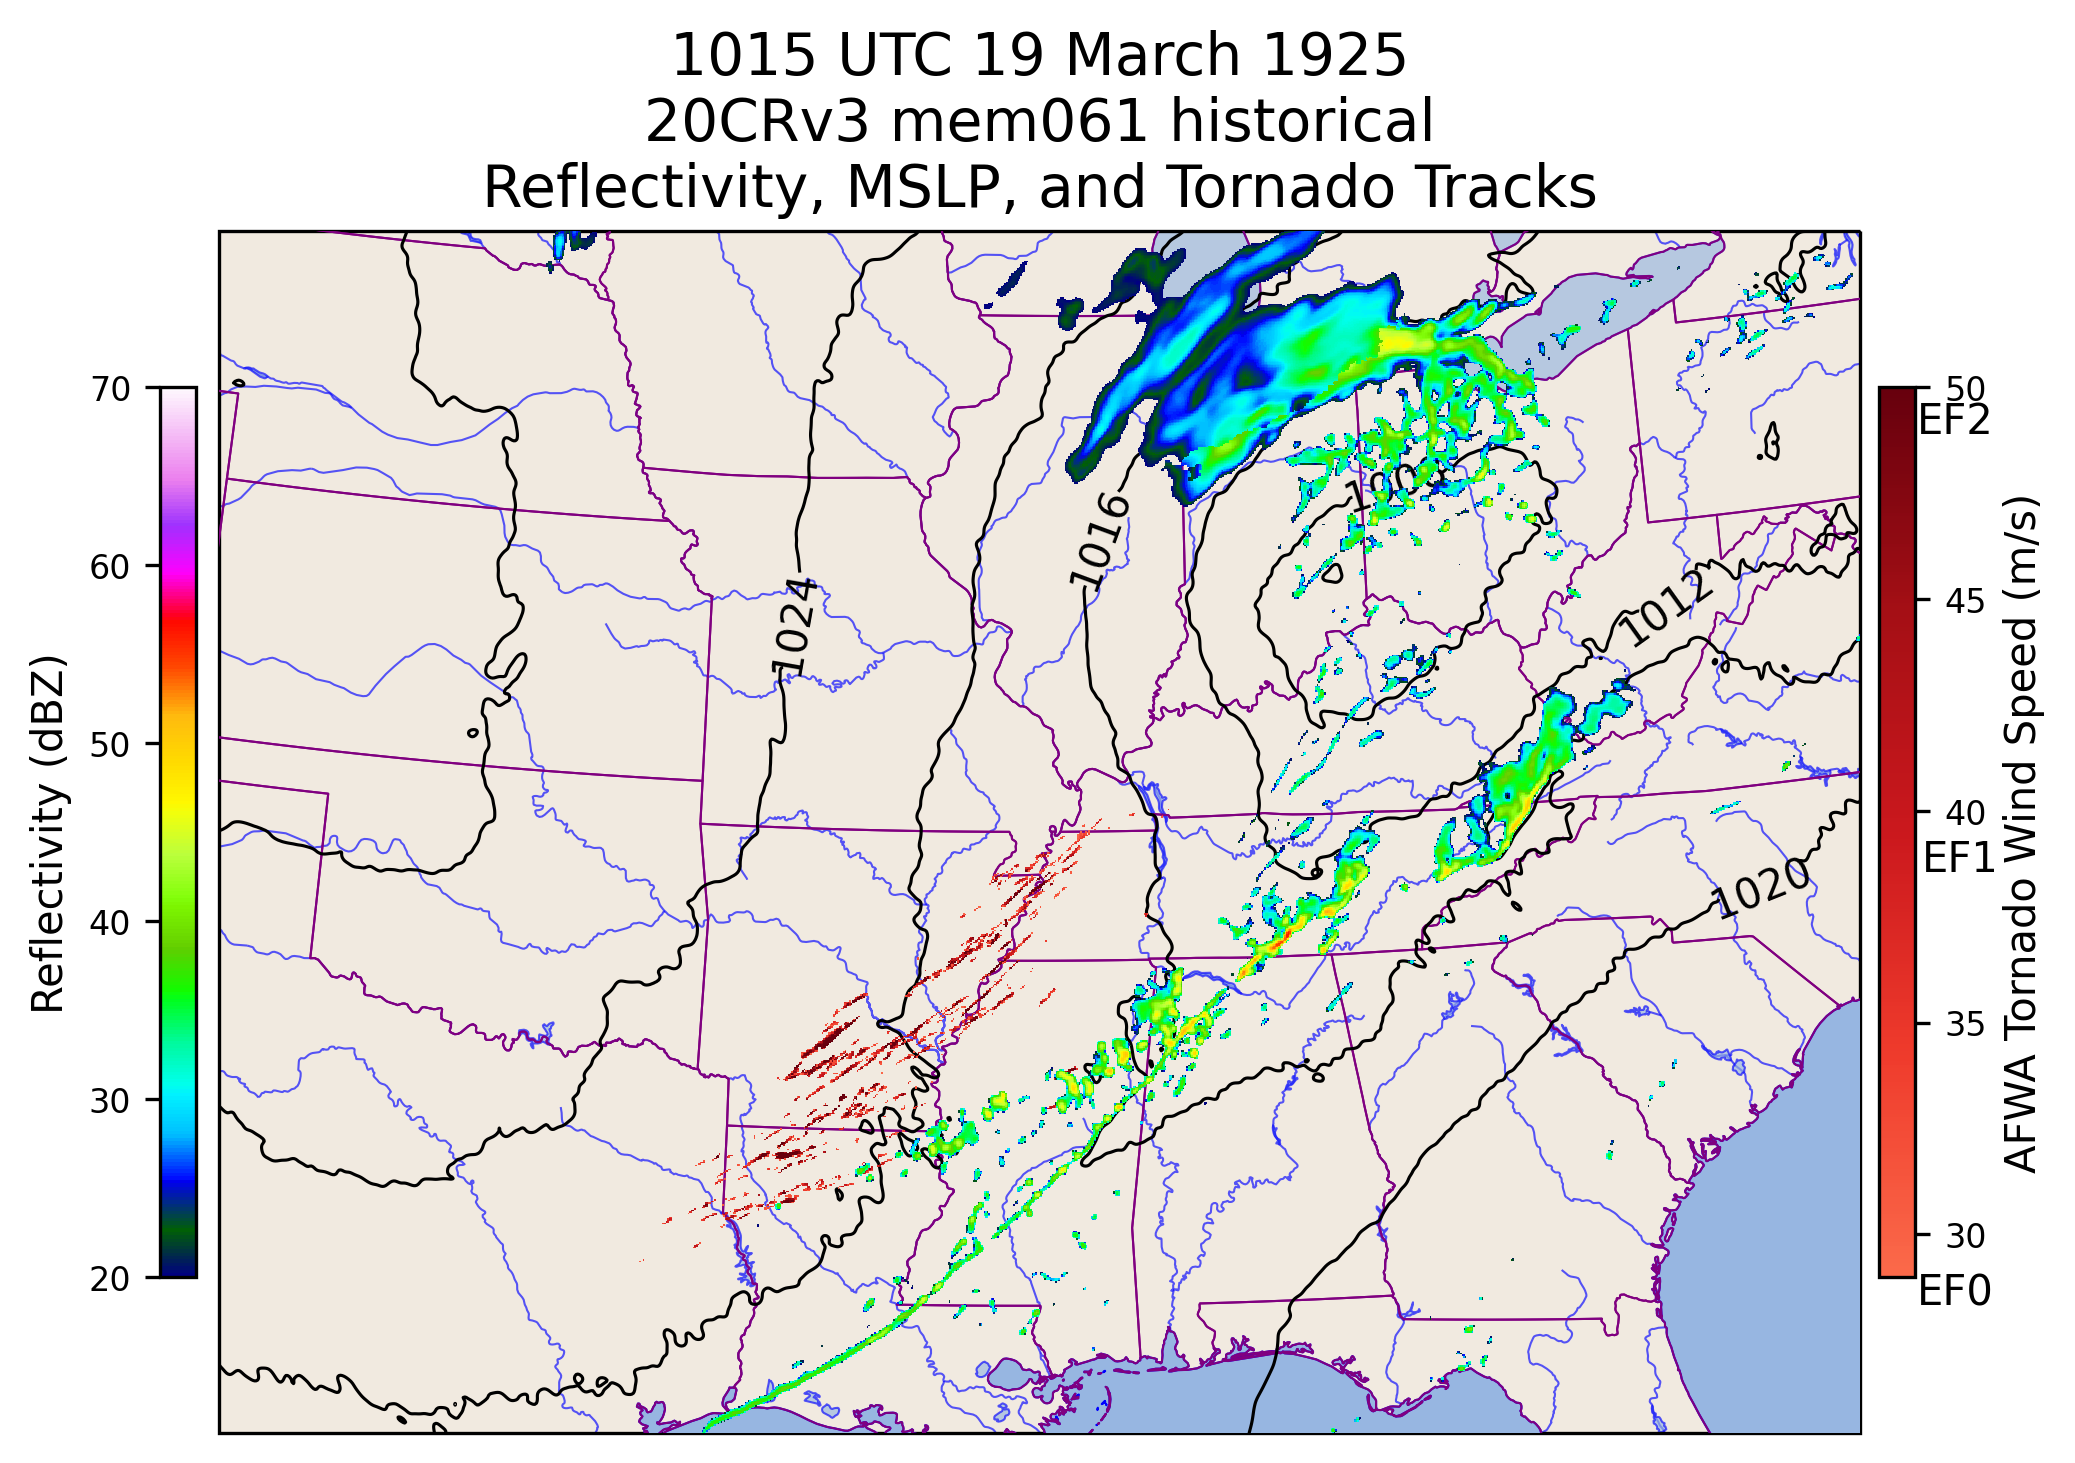 1015 UTC 19 March 1925
20CRv3 mem061 historical
Reflectivity, MSLP, and Tornado Tracks
Reflectivity (dBZ)
70
60
50
40
30
20
1016
1024
1012
1020
50
EF2
45
40
EF1
35
30
EF0
AFWA Tornado Wind Speed (m/s)